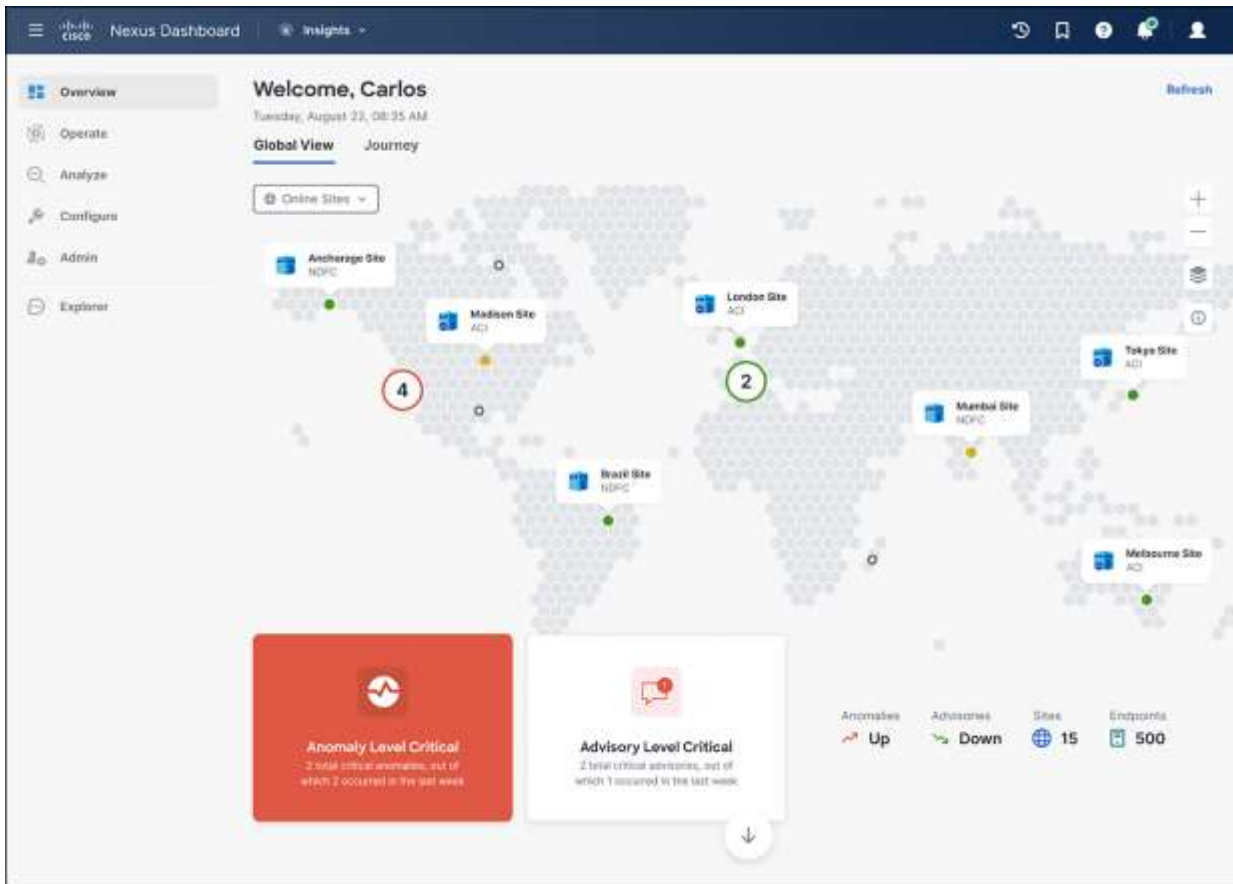 cisco Nexus Dashboard Insights
Overview
Operate
Analyze
Configure
Admin
Explorer
Welcome, Carlos
Refresh
Tuesday, August 23, 08:35 AM
Global View Journey
Online Sites
Anchorage Site
NDFC
Madison Site
ACI
London Site
ACI
Tokyo Site
ACI
4
2
Mumbai Site
NDFC
Brazil Site
NDFC
Melbourne Site
ACI
Anomaly Level Critical
2 total critical anomalies, out of
which 2 occurred in the last week
Advisory Level Critical
2 total critical advisories, out of
which 1 occurred in the last week
Anomalies Advisories Sites Endpoints
Up Down 15 500